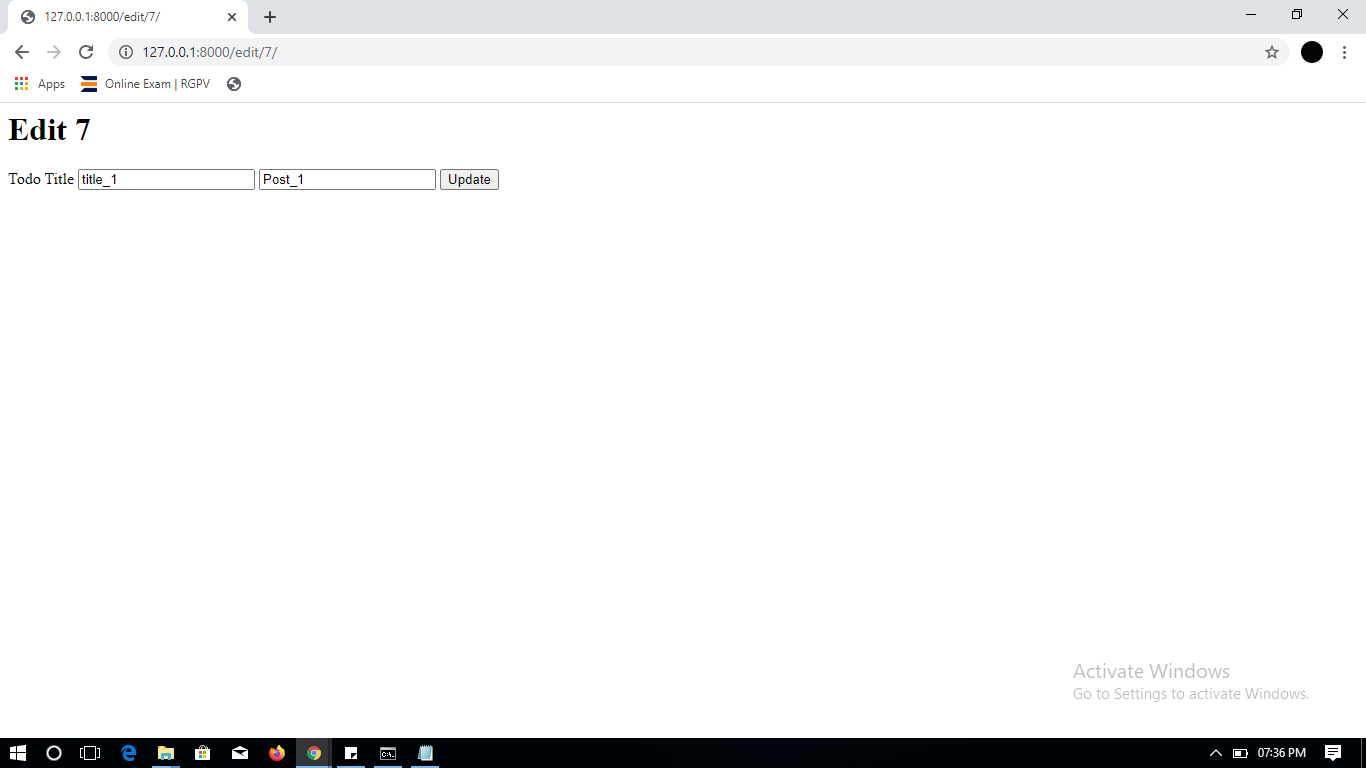 127.0.0.1:8000/edit/7/
127.0.0.1:8000/edit/7/
Apps Online Exam | RGPV
Edit 7
Todo Title title_1 Post_1 Update
Activate Windows
Go to Settings to activate Windows.
07:36 PM